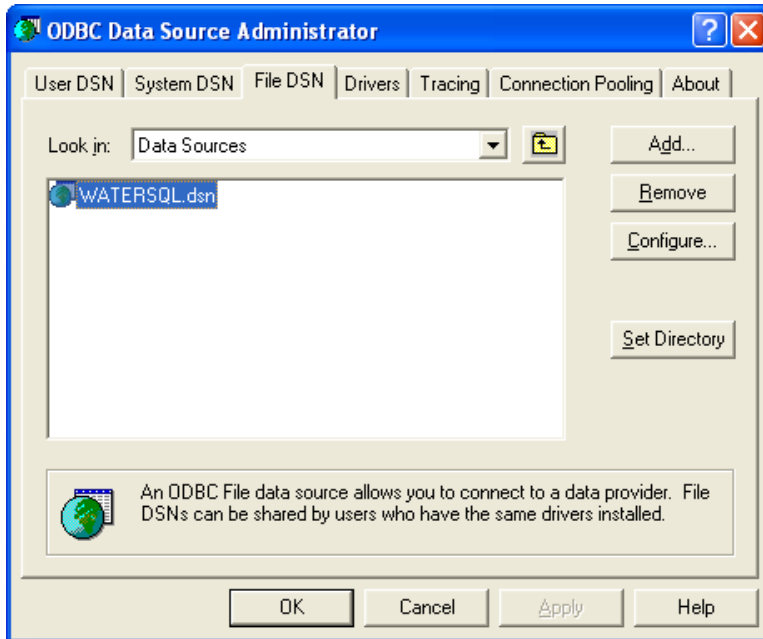 ODBC Data Source Administrator
User DSN System DSN File DSN Drivers Tracing Connection Pooling About
Look in: Data Sources Add...
WATERSQL.dsn Remove
Configure...
Set Directory
An ODBC File data source allows you to connect to a data provider. File
DSNs can be shared by users who have the same drivers installed.
OK Cancel Apply Help